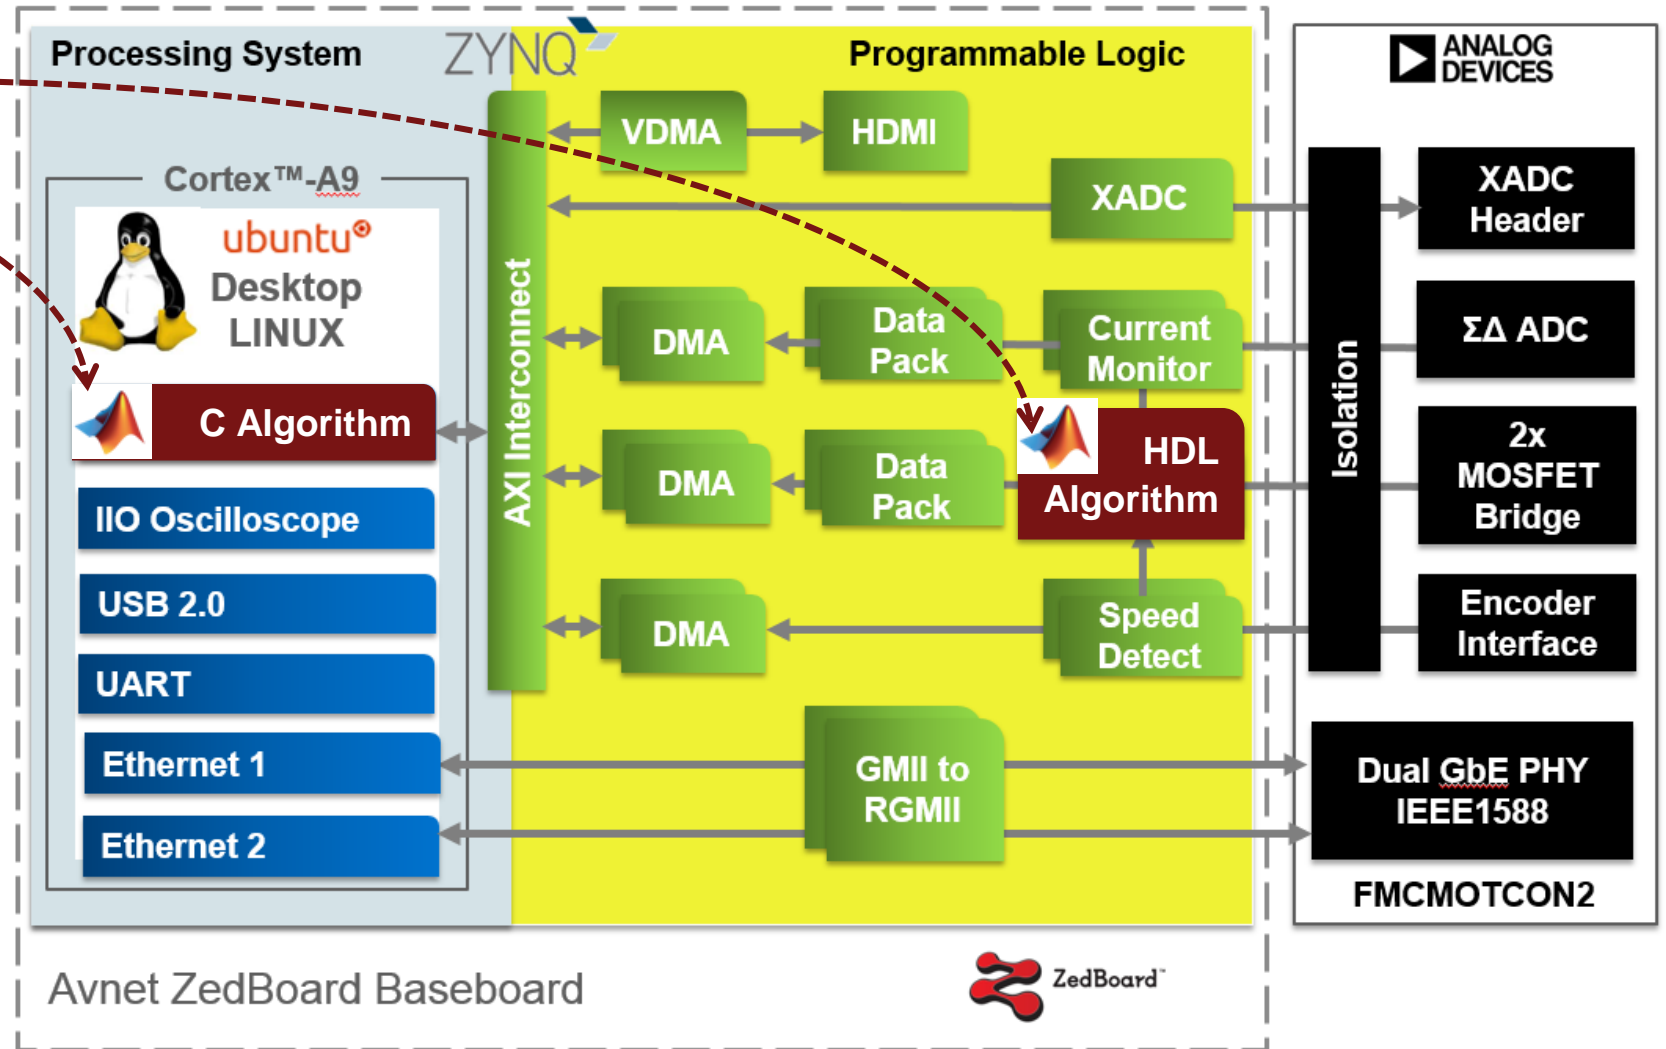 Processing System
ZYNQ
Programmable Logic
ANALOG
DEVICES
VDMA
HDMI
XADC
XADC
Header
Cortex™-A9
ubuntu
Desktop
LINUX
AXI Interconnect
DMA
Data
Pack
Current
Monitor
Isolation
ΣΔ ADC
C Algorithm
DMA
Data
Pack
HDL
Algorithm
2x
MOSFET
Bridge
IIO Oscilloscope
USB 2.0
DMA
Speed
Detect
Encoder
Interface
UART
Ethernet 1
GMII to
RGMII
Dual GbE PHY
IEEE1588
Ethernet 2
FMCMOTCON2
Avnet ZedBoard Baseboard
ZedBoard™